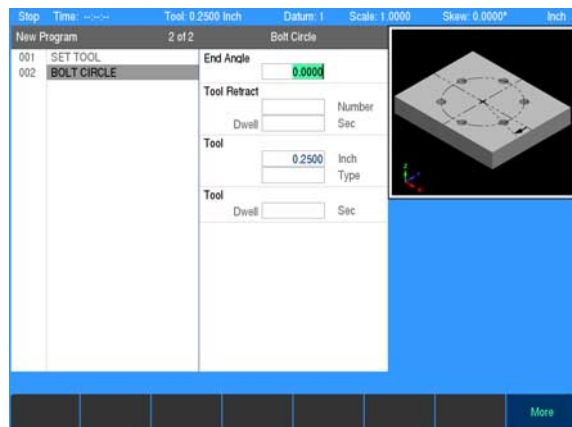 Stop Time: --:--:-- Tool: 0.2500 Inch Datum: 1 Scale: 1.0000 Skew: 0.0000° Inch
New Program 2 of 2 Bolt Circle
001 SET TOOL
002 BOLT CIRCLE
End Angle
0.0000
Tool Retract
Number
Dwell Sec
Tool
0.2500 Inch
Type
Tool
Dwell Sec
More